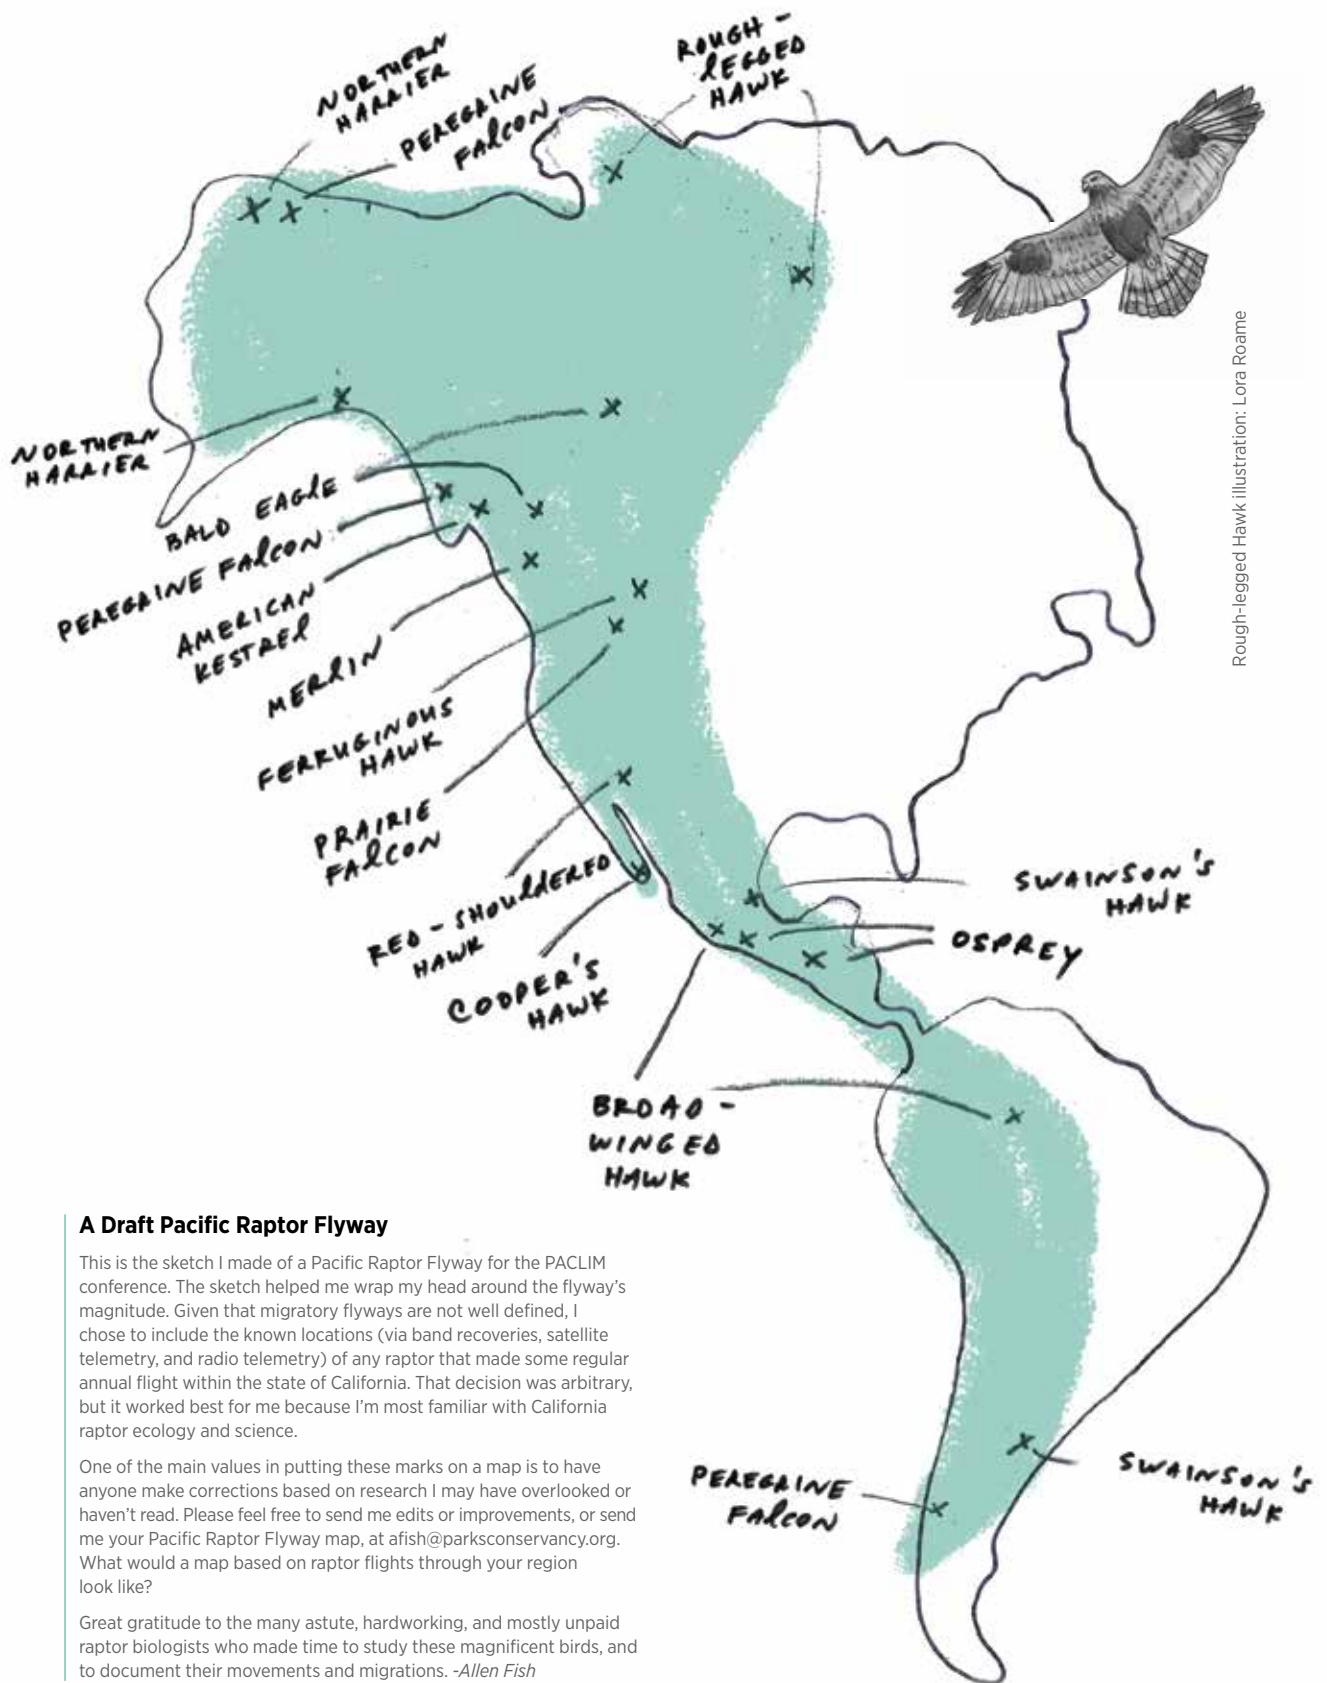 NORTHERN
HARRIER
PEREGRINE
FALCON
ROUGH-
LEGGED
HAWK
Rough-legged Hawk illustration: Lora Roame
NORTHERN
HARRIER
BALD EAGLE
PEREGRINE FALCON
AMERICAN
KESTREL
MERLIN
FERRUGINOUS
HAWK
PRAIRIE
FALCON
RED-SHOULDERED
HAWK
COOPER'S
HAWK
SWAINSON'S
HAWK
OSPREY
BROAD-
WINGED
HAWK
PEREGRINE
FALCON
SWAINSON'S
HAWK
A Draft Pacific Raptor Flyway
This is the sketch I made of a Pacific Raptor Flyway for the PACLIM
conference. The sketch helped me wrap my head around the flyway's
magnitude. Given that migratory flyways are not well defined, I
chose to include the known locations (via band recoveries, satellite
telemetry, and radio telemetry) of any raptor that made some regular
annual flight within the state of California. That decision was arbitrary,
but it worked best for me because I'm most familiar with California
raptor ecology and science.
One of the main values in putting these marks on a map is to have
anyone make corrections based on research I may have overlooked or
haven't read. Please feel free to send me edits or improvements, or send
me your Pacific Raptor Flyway map, at afish@parksconservancy.org.
What would a map based on raptor flights through your region
look like?
Great gratitude to the many astute, hardworking, and mostly unpaid
raptor biologists who made time to study these magnificent birds, and
to document their movements and migrations. -Allen Fish